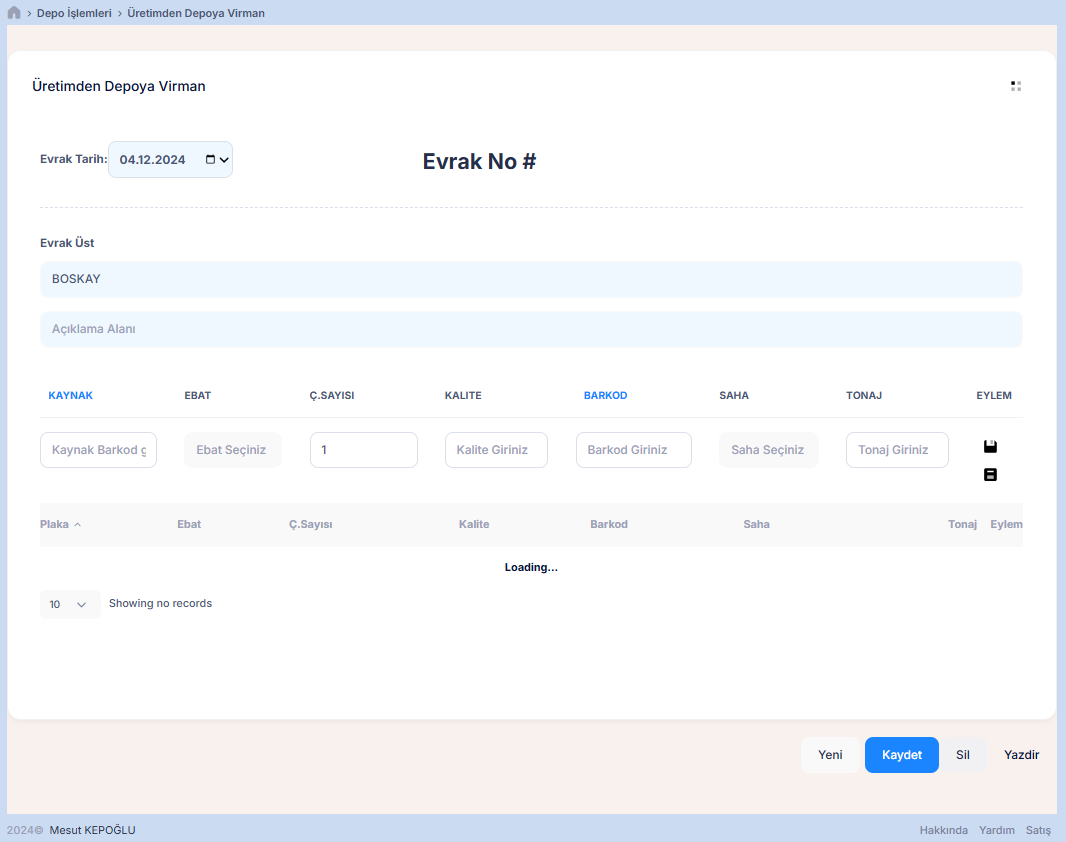 Depo İşlemleri › Üretimden Depoya Virman
Üretimden Depoya Virman
Evrak Tarih: 04.12.2024
Evrak No #
Evrak Üst
BOSKAY
Açıklama Alanı
KAYNAK EBAT Ç.SAYISI KALITE BARKOD SAHA TONAJ EYLEM
Kaynak Barkod g Ebat Seçiniz 1 Kalite Giriniz Barkod Giriniz Saha Seçiniz Tonaj Giriniz
Plaka Ebat Ç.Sayısı Kalite Barkod Saha Tonaj Eylem
Loading...
10 Showing no records
Yeni Kaydet Sil Yazdir
2024© Mesut KEPOĞLU Hakkında Yardım Satış